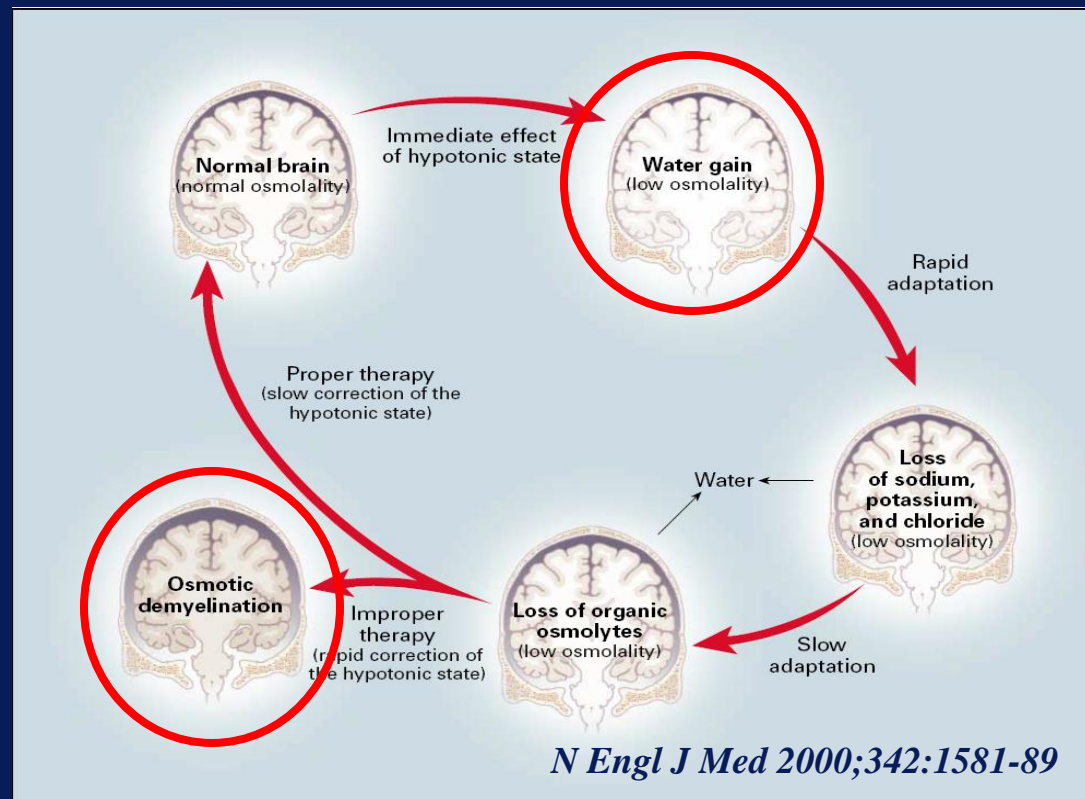 Normal brain
(normal osmolality)
Immediate effect
of hypotonic state
Water gain
(low osmolality)
Rapid
adaptation
Loss
of sodium,
potassium,
and chloride
(low osmolality)
Water
Slow
adaptation
Loss of organic
osmolytes
(low osmolality)
Proper therapy
(slow correction of the
hypotonic state)
Improper
therapy
(rapid correction of
the hypotonic state)
Osmotic
demyelination
N Engl J Med 2000;342:1581-89